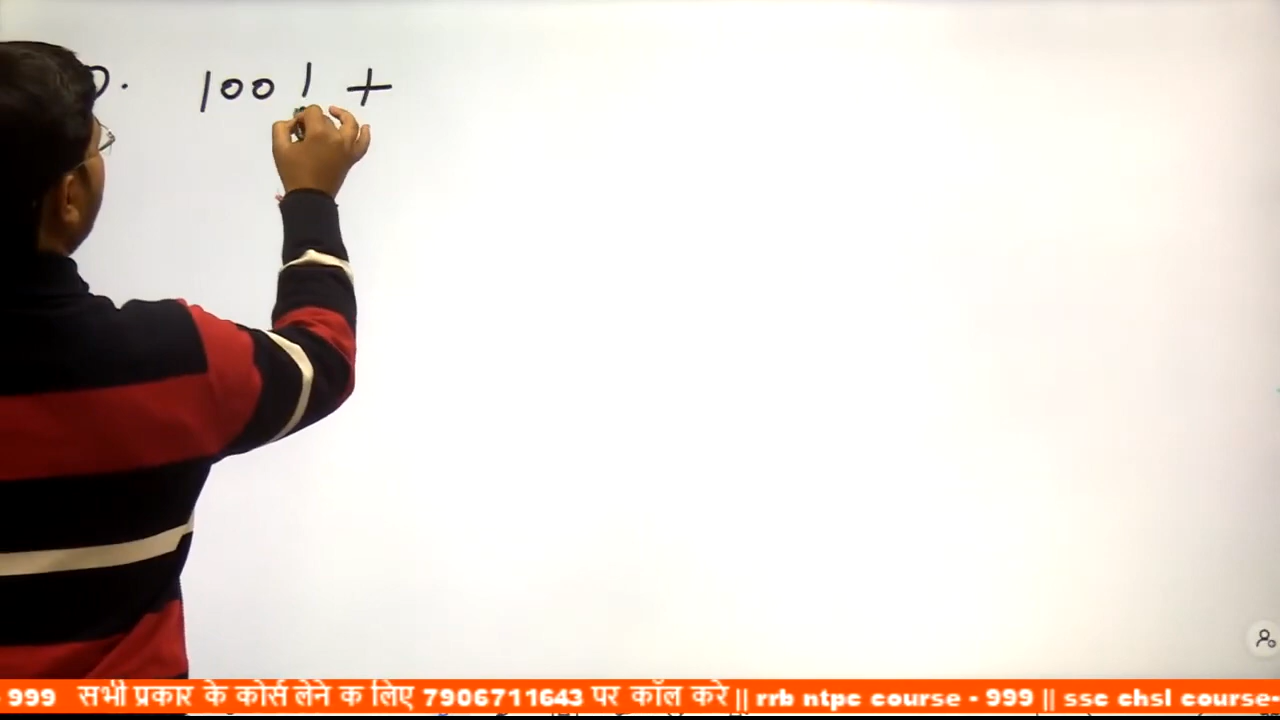 1001 +
999 सभी प्रकार के कोर्स लेने क लिए 7906711643 पर कॉल करे || rrb ntpc course - 999 || ssc chsl course-